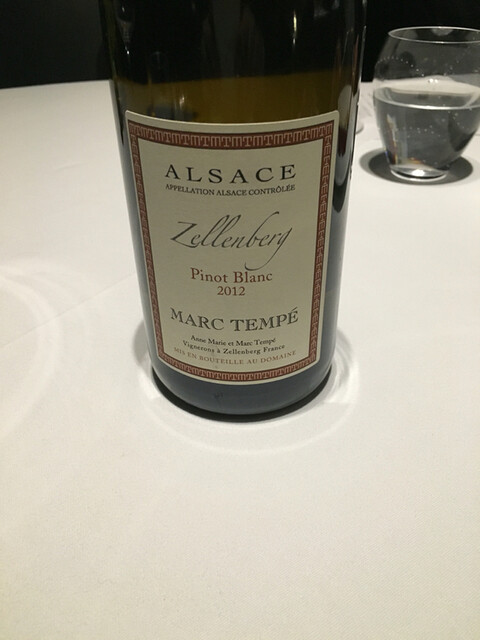 ALSACE
APPELLATION ALSACE CONTRÔLÉE
Zellenberg
Pinot Blanc
2012
MARC TEMPÉ
Anne Marie et Marc Tempé
Vignerons à Zellenberg France
MIS EN BOUTEILLE AU DOMAINE